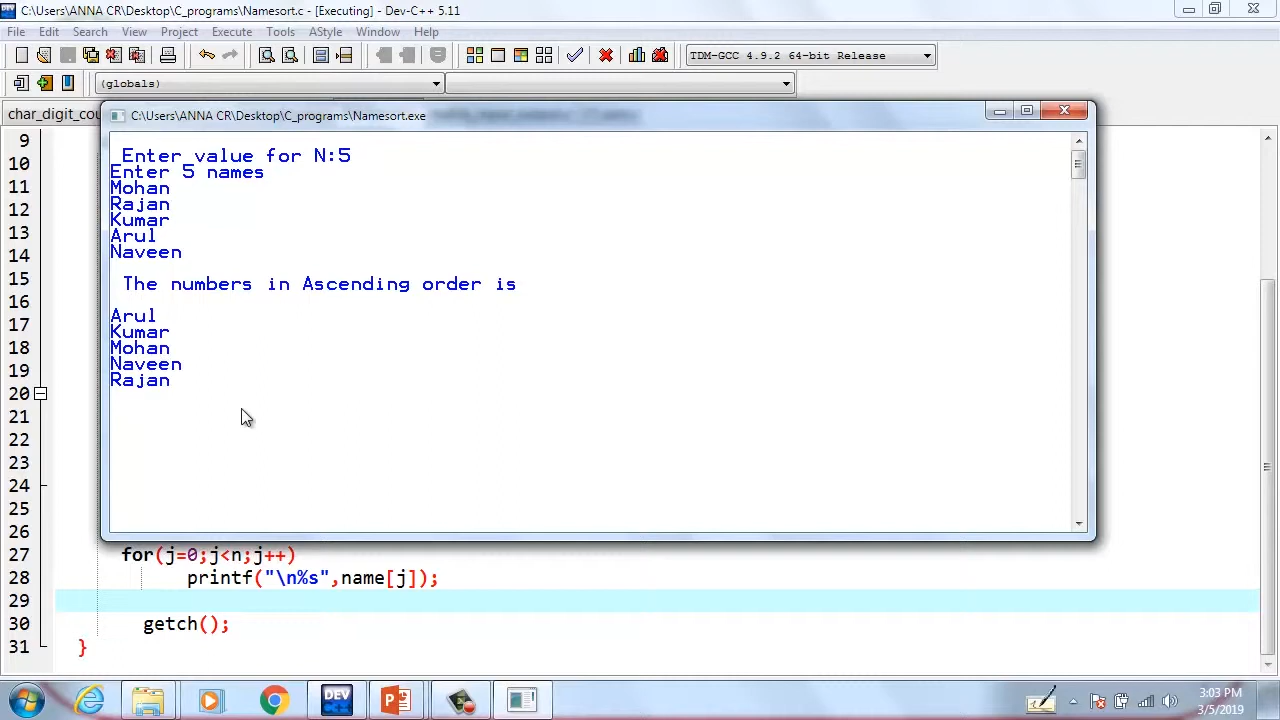 C:\Users\ANNA CR\Desktop\C_programs\Namesort.c - [Executing] - Dev-C++ 5.11
File Edit Search View Project Execute Tools AStyle Window Help
TDM-GCC 4.9.2 64-bit Release
(globals)
char_digit_cou
C:\Users\ANNA CR\Desktop\C_programs\Namesort.exe
Enter value for N:5
Enter 5 names
Mohan
Rajan
Kumar
Arul
Naveen
The numbers in Ascending order is
Arul
Kumar
Mohan
Naveen
Rajan
9
10
11
12
13
14
15
16
17
18
19
20
21
22
23
24
25
26
27 for(j=0;j<n;j++)
28 printf("\n%s",name[j]);
29
30 getch();
31 }
DEV
3:03 PM
3/5/2019